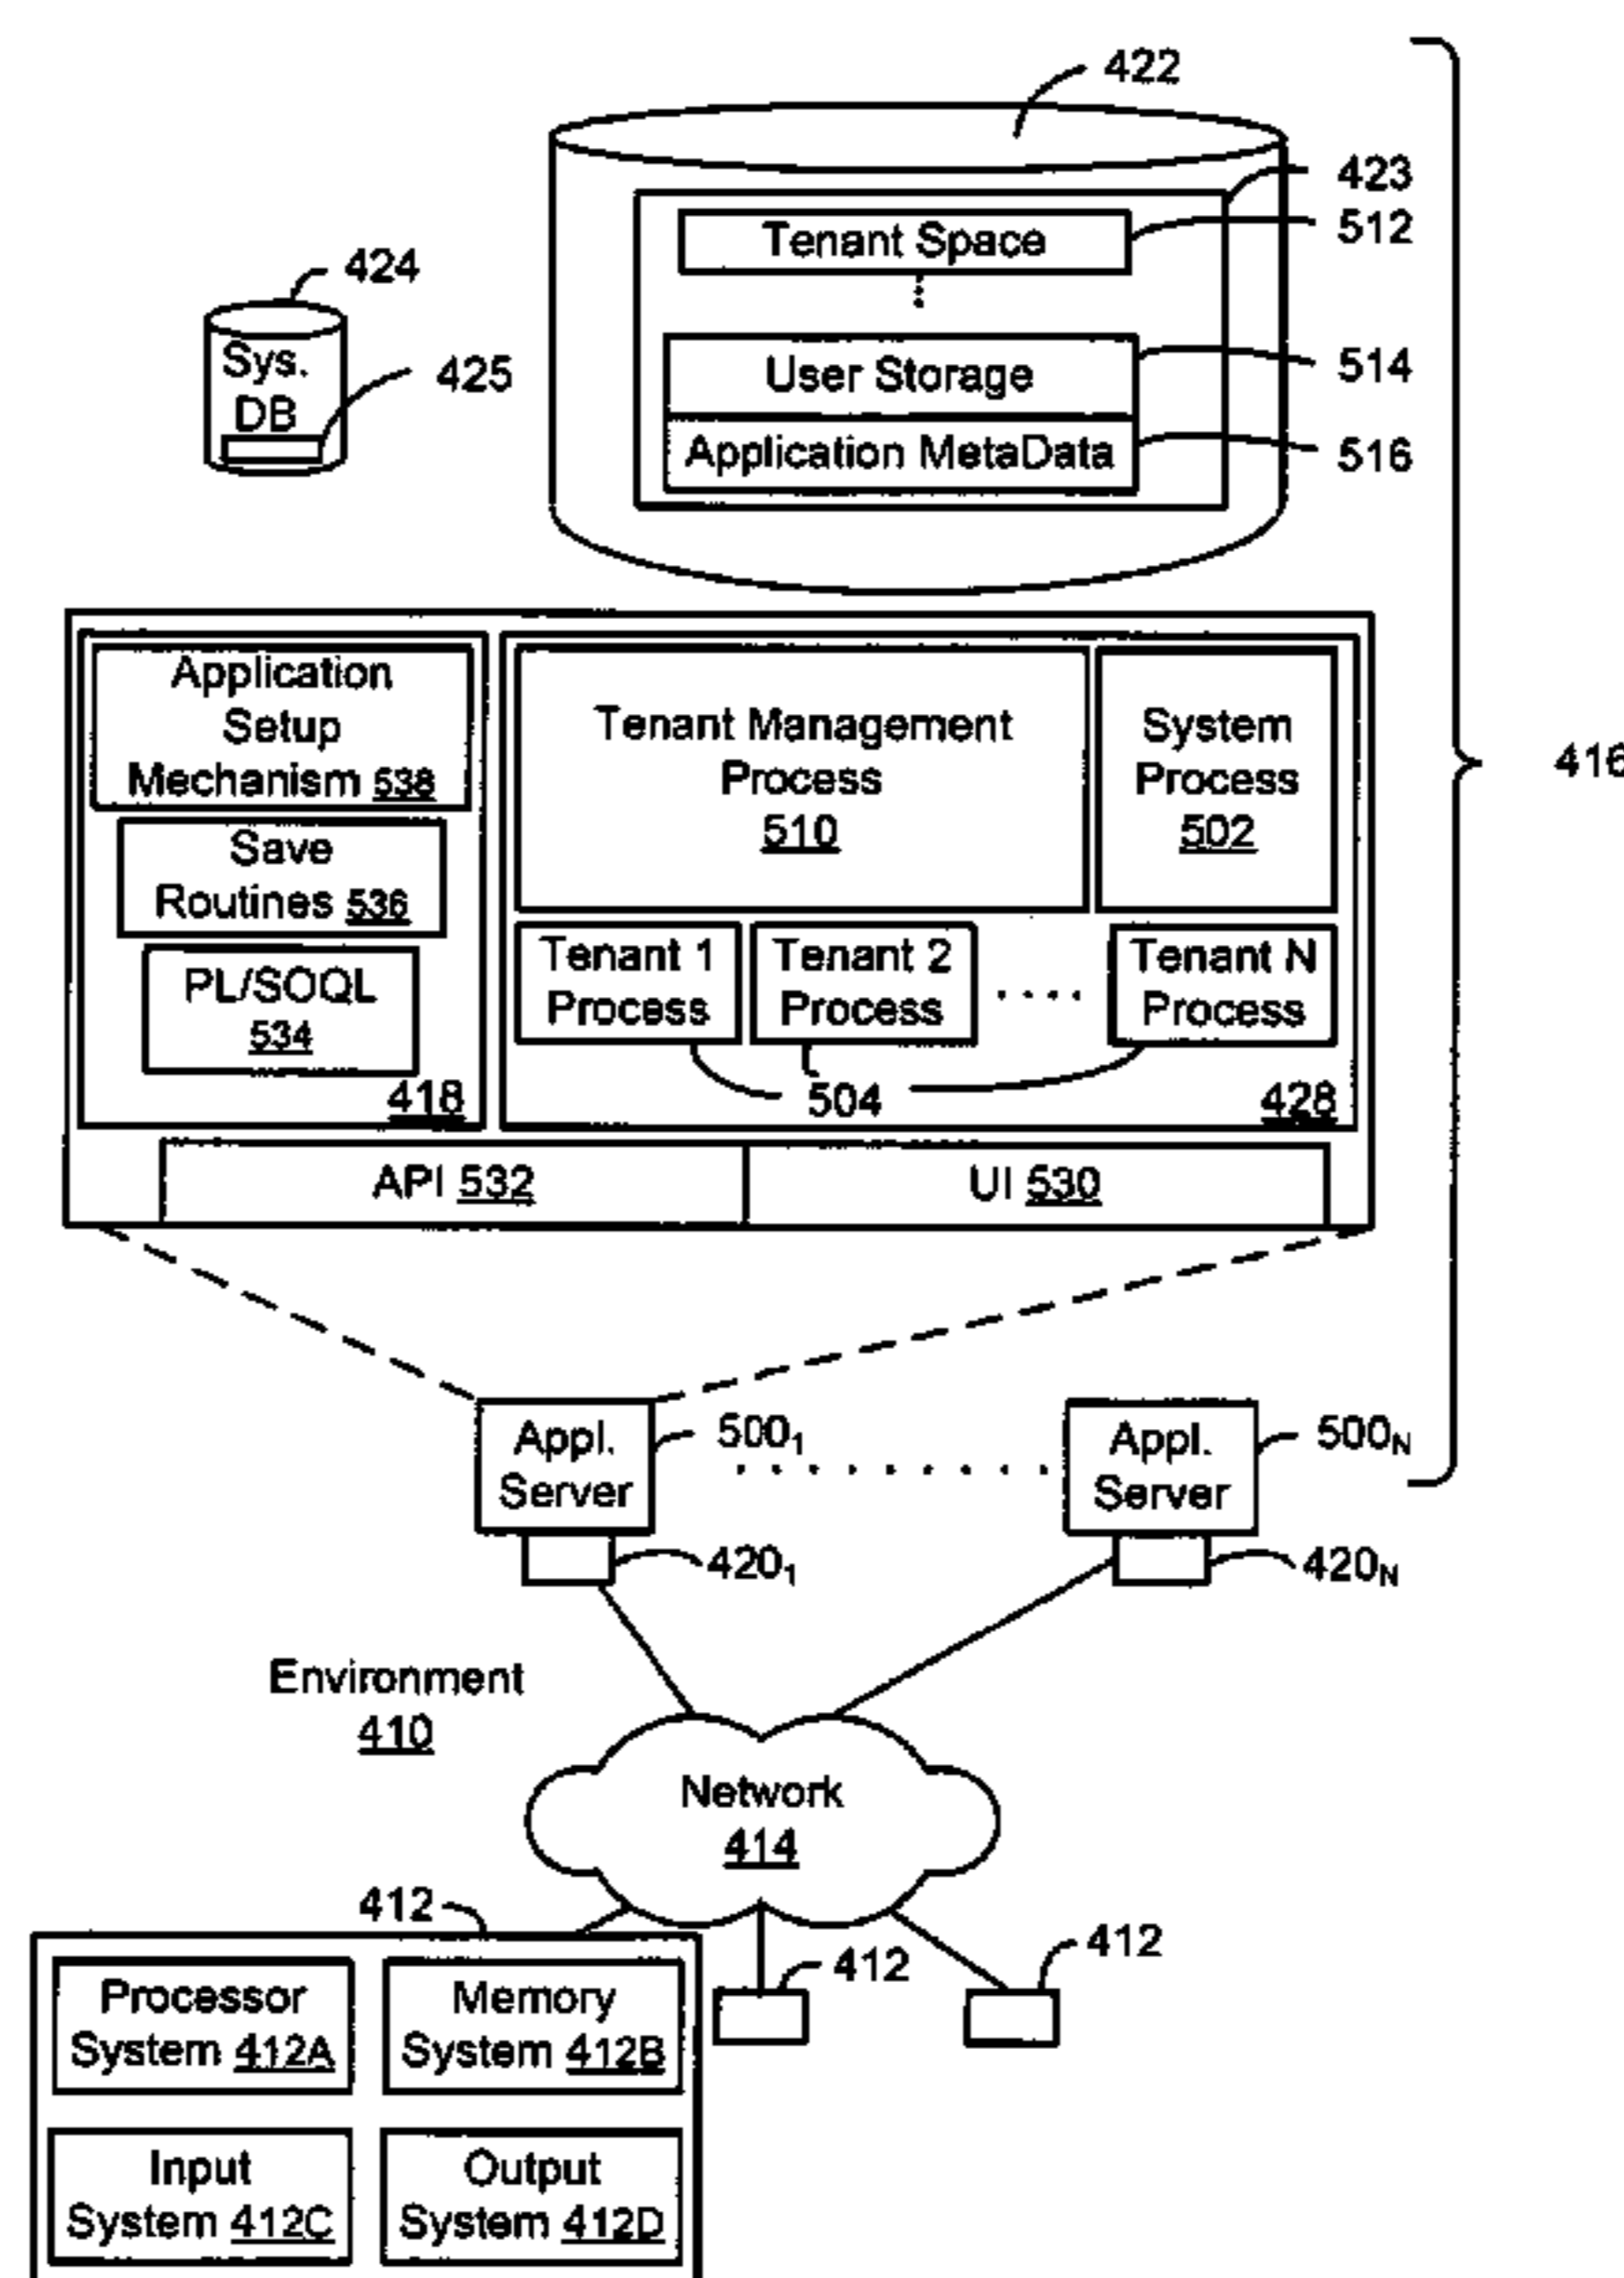 422
423
Tenant Space
512
424
Sys.
DB
425
User Storage
514
Application MetaData
516
Application
Setup
Mechanism 538
Tenant Management
Process
510
System
Process
502
416
Save
Routines 536
PL/SOQL
534
Tenant 1
Process
Tenant 2
Process
Tenant N
Process
418
504
428
API 532
UI 530
Appl.
Server
500₁
Appl.
Server
500ₙ
420₁
420ₙ
Environment
410
Network
414
412
412
412
Processor
System 412A
Memory
System 412B
Input
System 412C
Output
System 412D